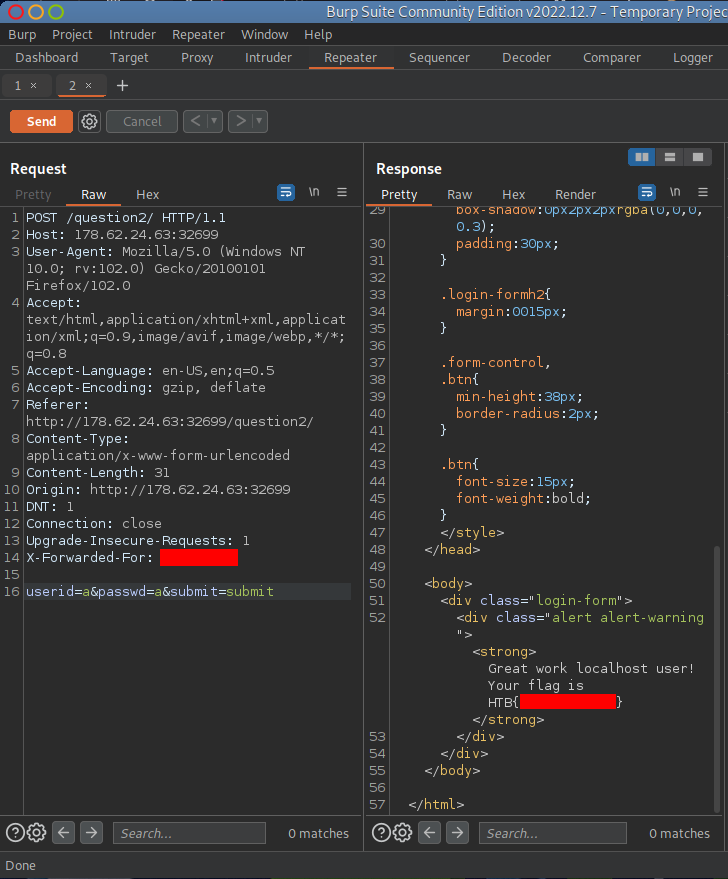 Burp Suite Community Edition v2022.12.7 - Temporary Projec
Burp Project Intruder Repeater Window Help
Dashboard Target Proxy Intruder Repeater Sequencer Decoder Comparer Logger
1 × 2 × +
Send Cancel < > 
Request
Pretty Raw Hex \n
1 POST /question2/ HTTP/1.1
2 Host: 178.62.24.63:32699
3 User-Agent: Mozilla/5.0 (Windows NT
10.0; rv:102.0) Gecko/20100101
Firefox/102.0
4 Accept:
text/html,application/xhtml+xml,applicat
ion/xml;q=0.9,image/avif,image/webp,*/*;
q=0.8
5 Accept-Language: en-US,en;q=0.5
6 Accept-Encoding: gzip, deflate
7 Referer:
http://178.62.24.63:32699/question2/
8 Content-Type:
application/x-www-form-urlencoded
9 Content-Length: 31
10 Origin: http://178.62.24.63:32699
11 DNT: 1
12 Connection: close
13 Upgrade-Insecure-Requests: 1
14 X-Forwarded-For:
15
16 userid=a&passwd=a&submit=submit
? Search... 0 matches
Response
Pretty Raw Hex Render \n
29 box-shadow:0px2px2pxrgba(0,0,0,
0.3);
30 padding:30px;
31 }
32
33 .login-formh2{
34 margin:0015px;
35 }
36
37 .form-control,
38 .btn{
39 min-height:38px;
40 border-radius:2px;
41 }
42
43 .btn{
44 font-size:15px;
45 font-weight:bold;
46 }
47 </style>
48 </head>
49
50 <body>
51 <div class="login-form">
52 <div class="alert alert-warning
">
<strong>
Great work localhost user!
Your flag is
HTB{ }
</strong>
53 </div>
54 </div>
55 </body>
56
57 </html>
? Search... 0 matches
Done